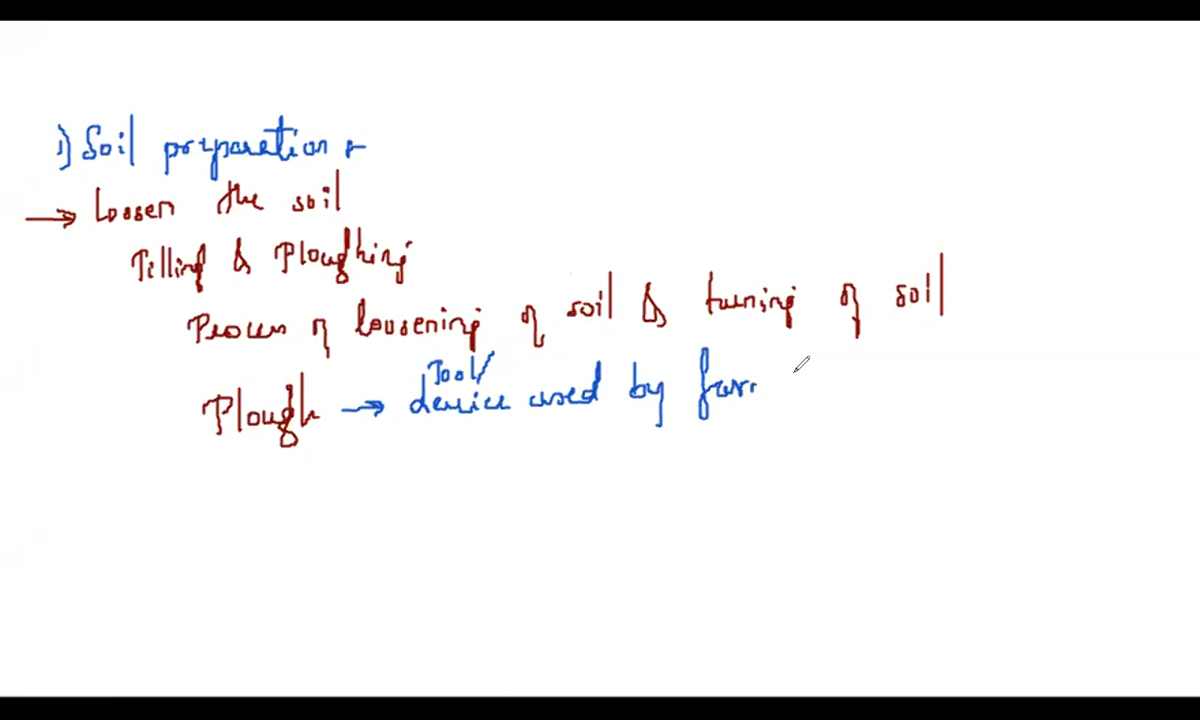 i) Soil preparation :-
→ Loosen the soil
Tilling & Ploughing
Process of loosening of soil & turning of soil
Tool/
Plough → device used by far